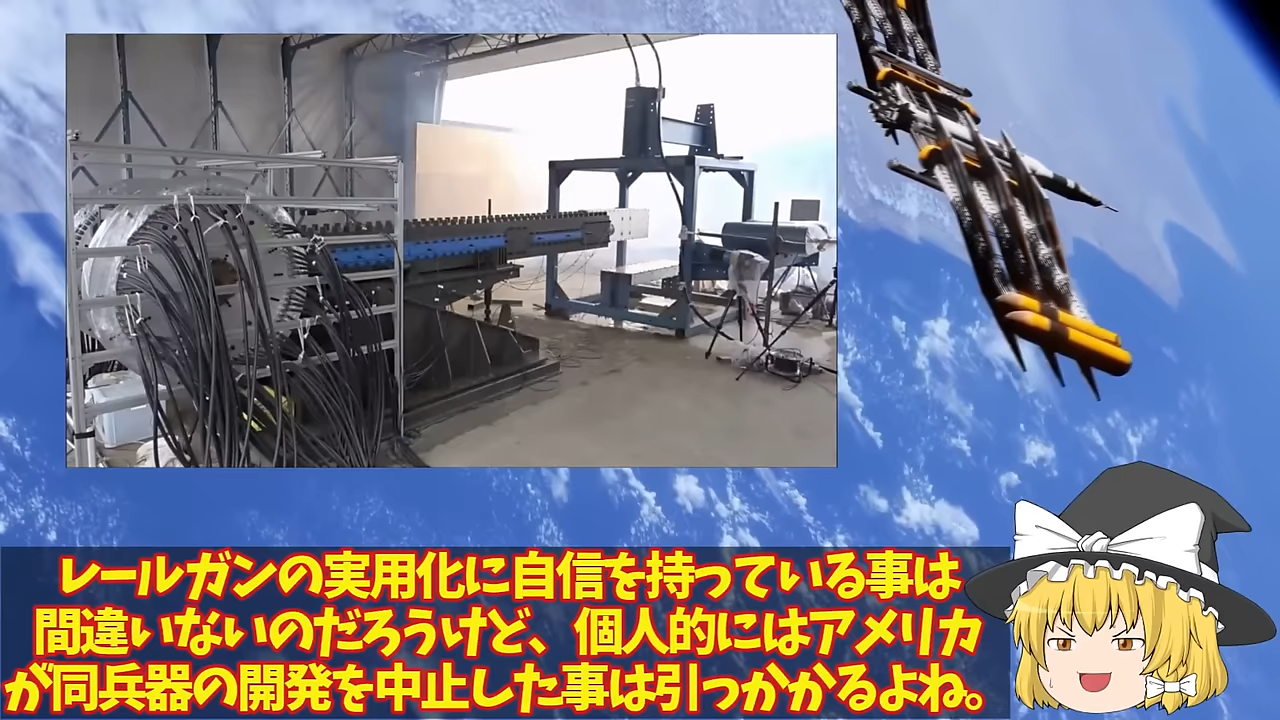 レールガンの実用化に自信を持っている事は
間違いないのだろうけど、個人的にはアメリカ
が同兵器の開発を中止した事は引っかかるよね。